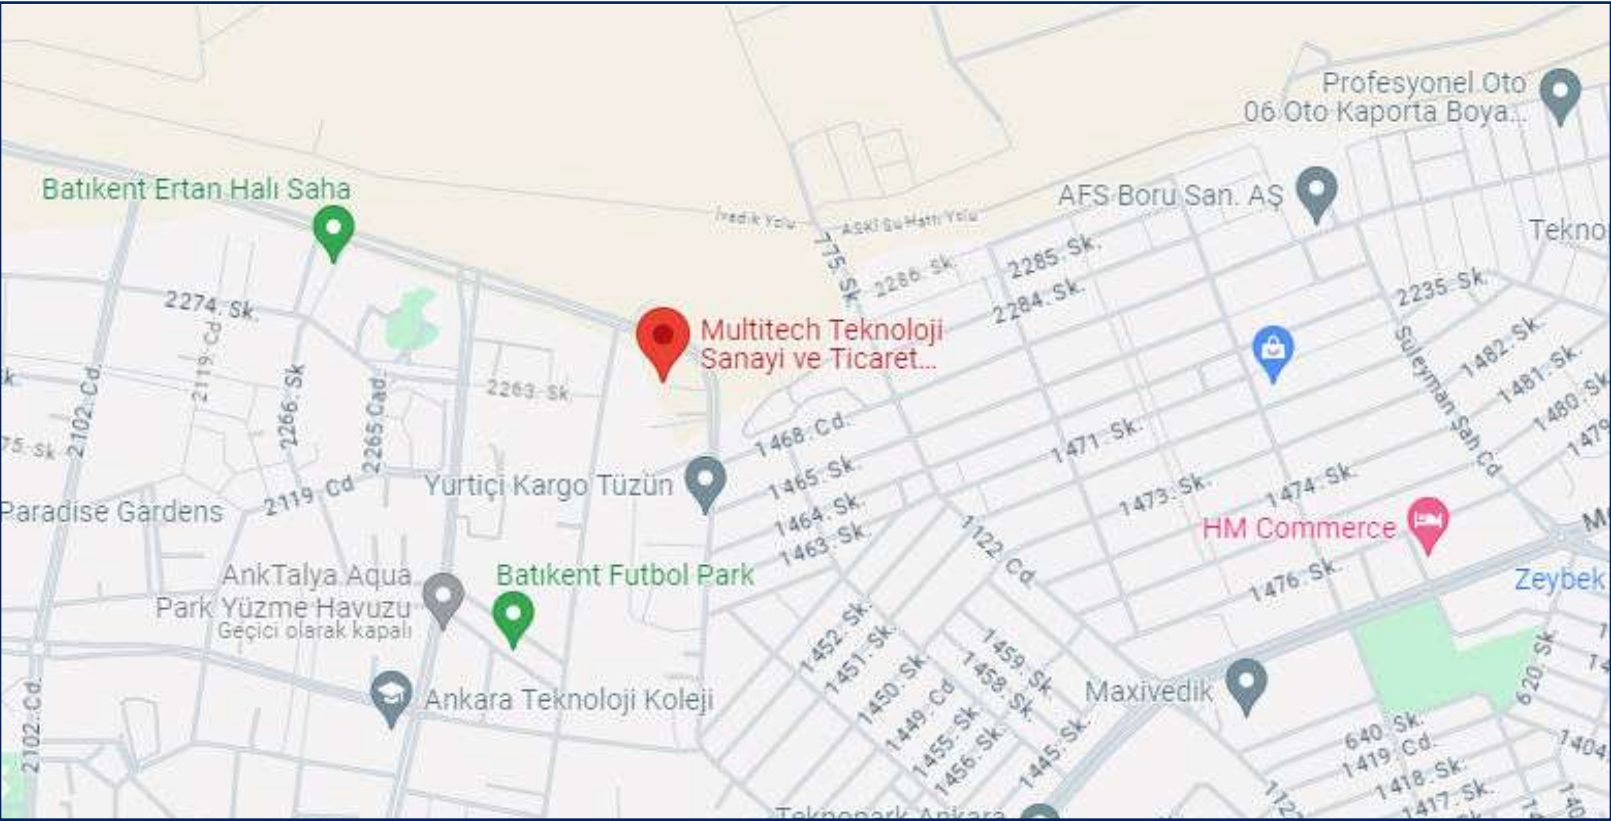 Profesyonel Oto
06 Oto Kaporta Boya...
Batıkent Ertan Halı Saha
AFS Boru San. AŞ
İvedik Yolu
ASKİ Su Hattı Yolu
Tekno
775. Sk.
2286. Sk.
2285. Sk.
2284. Sk.
2235. Sk.
2274. Sk.
2119. Cd
Multitech Teknoloji
Sanayi ve Ticaret...
Süleyman Şah Cd
1482. Sk.
1481. Sk.
1480. Sk
1479
2102. Cd.
2266. Sk
2265 Cad.
2263. Sk
k.
75. Sk
1468. Cd.
1471. Sk.
1465. Sk.
1464. Sk.
1463. Sk.
1473. Sk.
1474. Sk.
2119. Cd
Yurtiçi Kargo Tüzün
Paradise Gardens
HM Commerce
1122. Cd
1476. Sk.
Zeybek
AnkTalya Aqua
Park Yüzme Havuzu
Geçici olarak kapalı
Batıkent Futbol Park
1452. Sk.
1451. Sk.
1450. Sk
1449. Cd
1455. Sk
1456. Sk.
1459. Sk
1458. Sk.
1445. Sk.
Ankara Teknoloji Koleji
Maxivedik
620. Sk
640. Sk.
1419. Cd.
1418. Sk.
1417. Sk.
1404
2102. Cd.
Teknopark Ankara